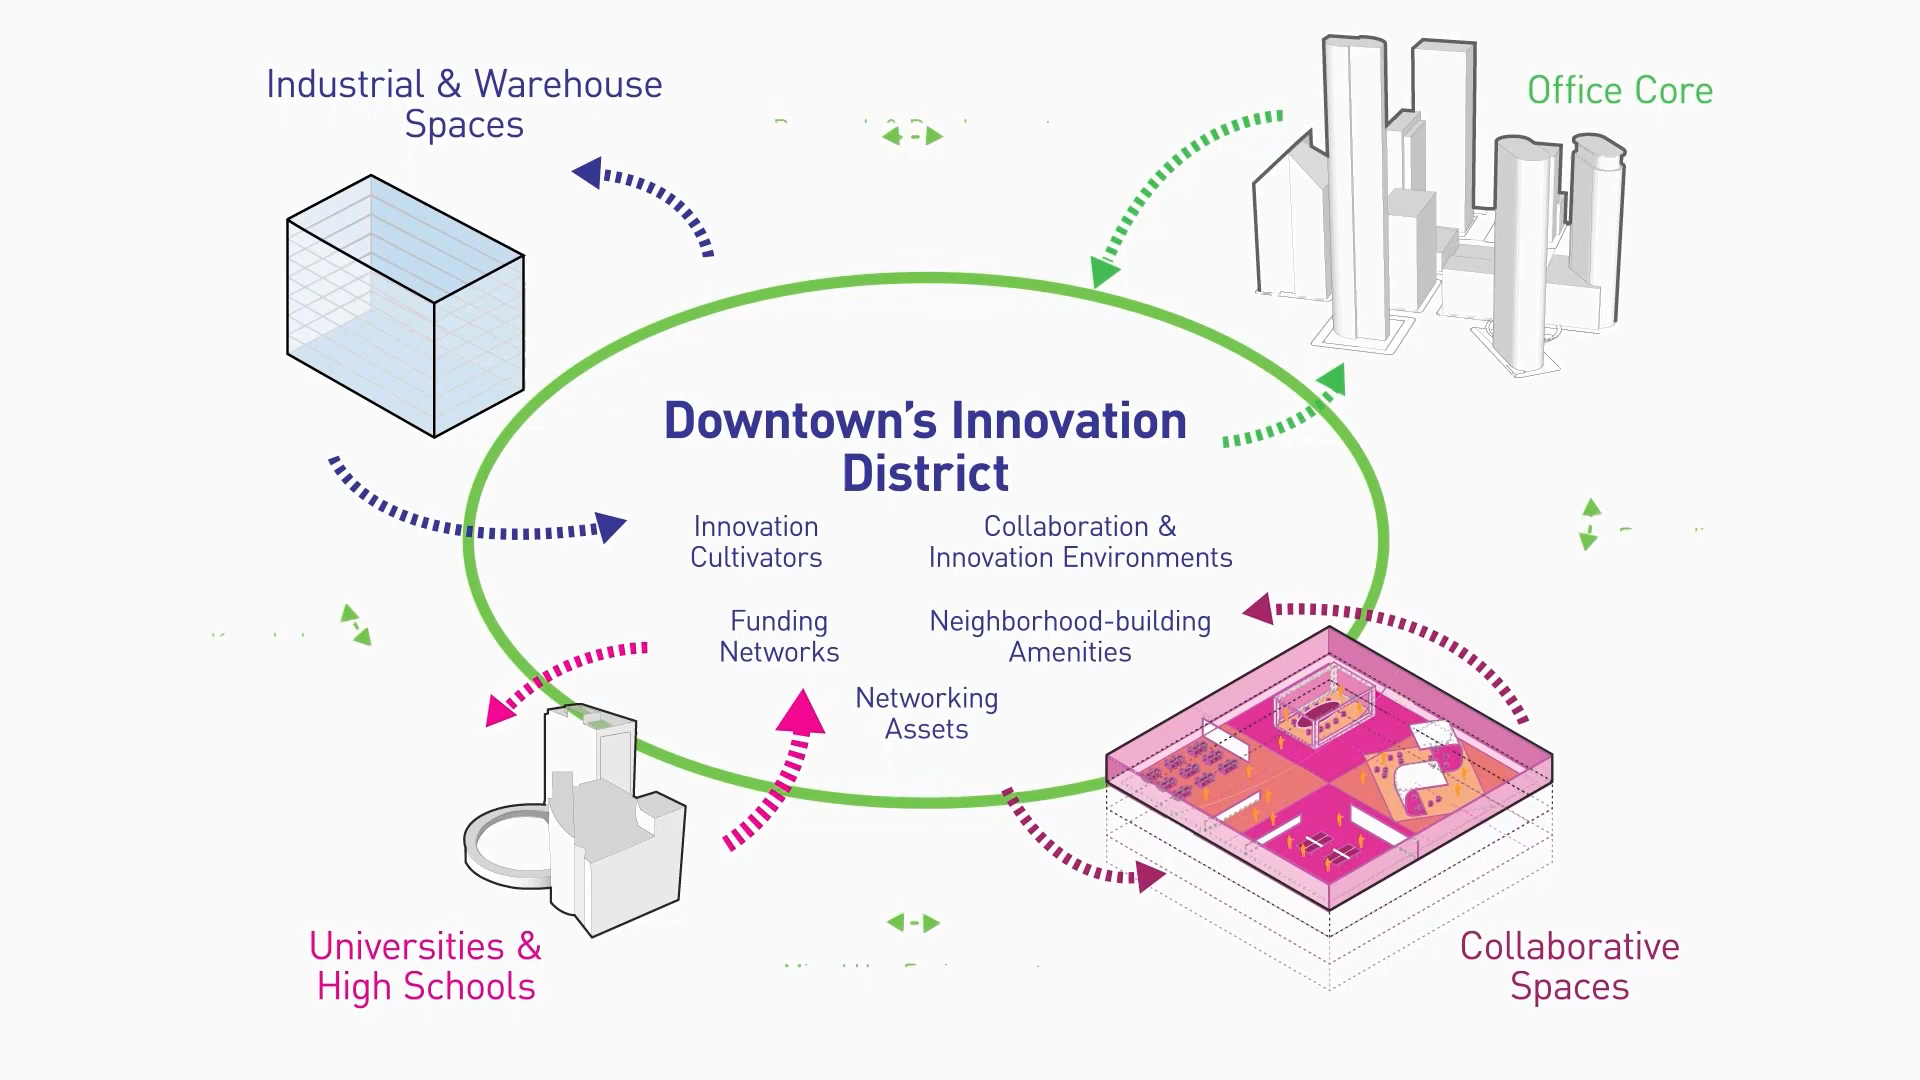 Industrial & Warehouse
Spaces
Office Core
Downtown’s Innovation
District
Innovation
Cultivators
Collaboration &
Innovation Environments
Funding
Networks
Neighborhood-building
Amenities
Networking
Assets
Universities &
High Schools
Collaborative
Spaces